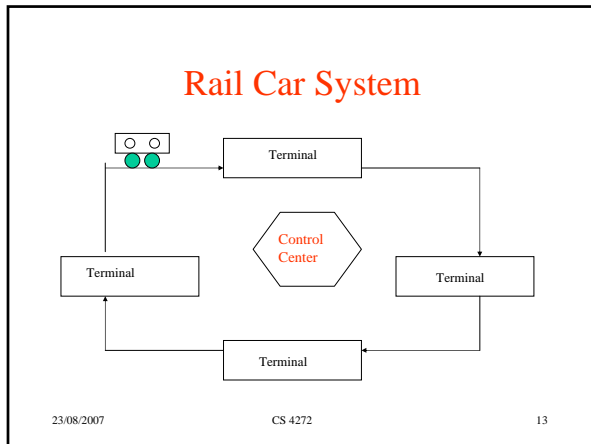 Rail Car System
Terminal
Control
Center
Terminal
Terminal
Terminal
23/08/2007 CS 4272 13